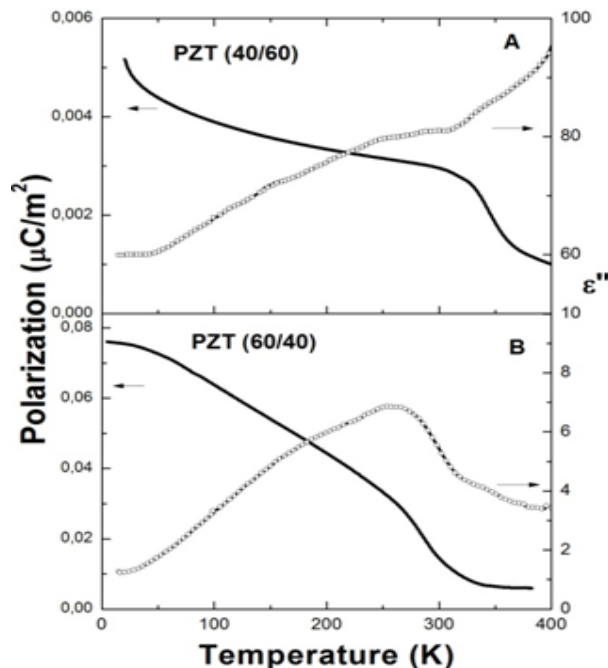 0,006
0,004
0,002
0,000
PZT (40/60)
A
100
80
60
Polarization (μC/m²)
ε"
0,08
0,06
0,04
0,02
0,00
PZT (60/40)
B
10
8
6
4
2
0
0 100 200 300 400
Temperature (K)